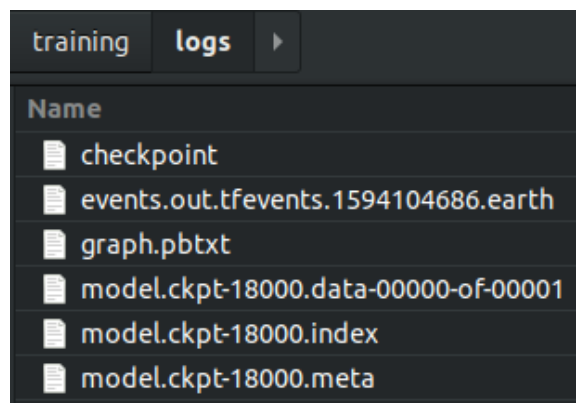 training logs
Name
checkpoint
events.out.tfevents.1594104686.earth
graph.pbtxt
model.ckpt-18000.data-00000-of-00001
model.ckpt-18000.index
model.ckpt-18000.meta